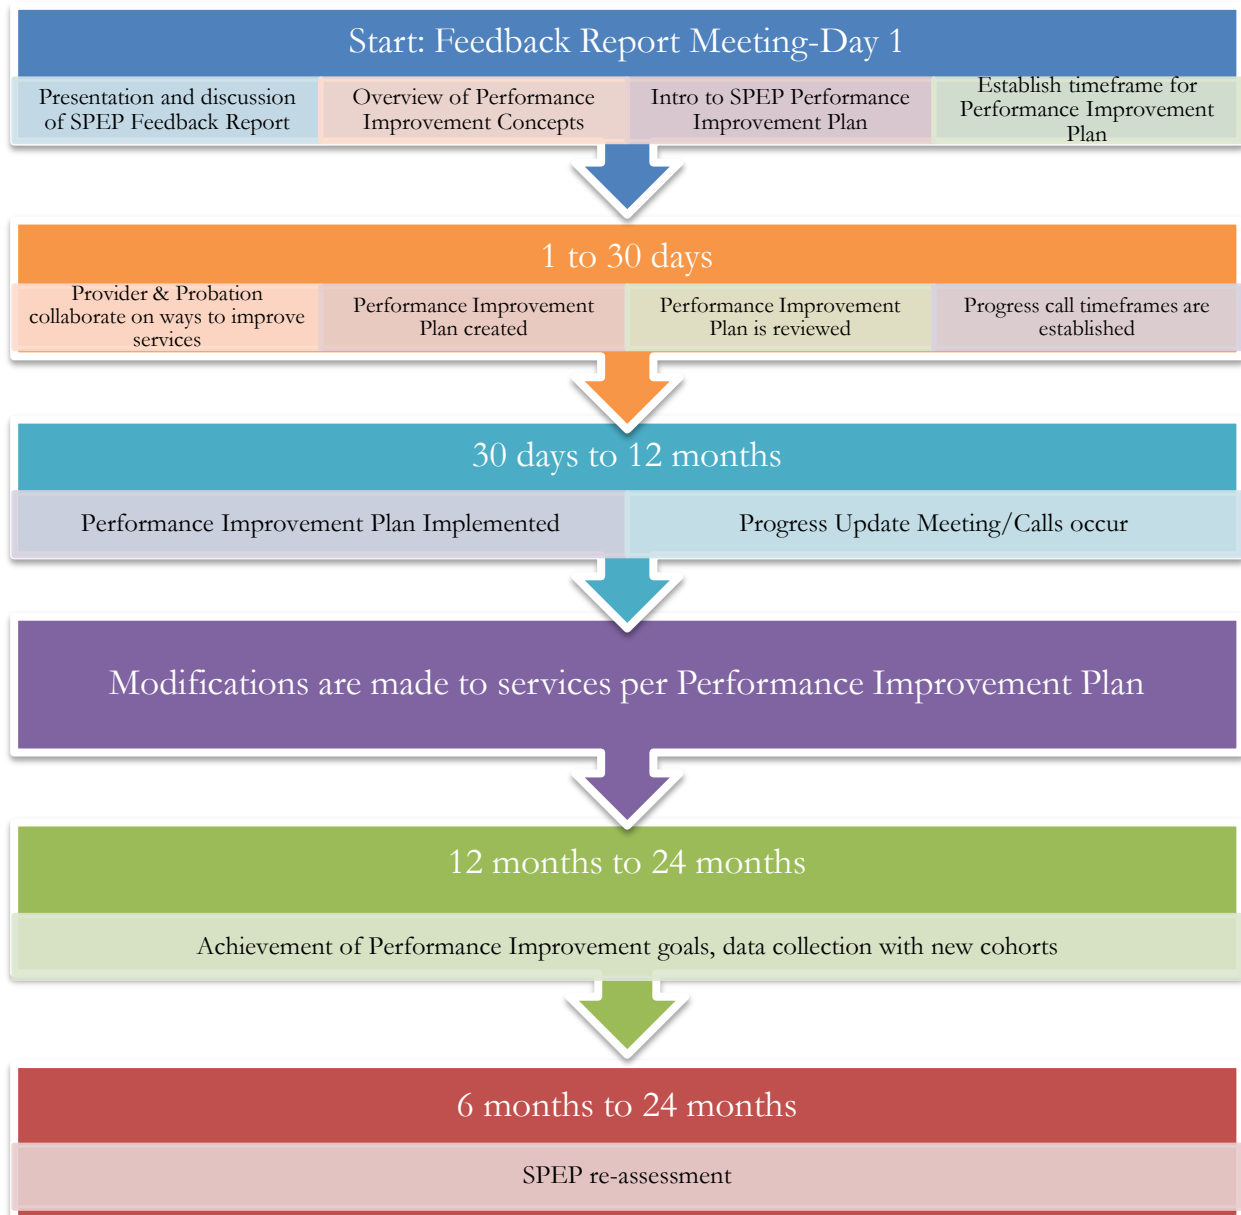 Start: Feedback Report Meeting-Day 1
Presentation and discussion
of SPEP Feedback Report
Overview of Performance
Improvement Concepts
Intro to SPEP Performance
Improvement Plan
Establish timeframe for
Performance Improvement
Plan
1 to 30 days
Provider & Probation
collaborate on ways to improve
services
Performance Improvement
Plan created
Performance Improvement
Plan is reviewed
Progress call timeframes are
established
30 days to 12 months
Performance Improvement Plan Implemented
Progress Update Meeting/Calls occur
Modifications are made to services per Performance Improvement Plan
12 months to 24 months
Achievement of Performance Improvement goals, data collection with new cohorts
6 months to 24 months
SPEP re-assessment